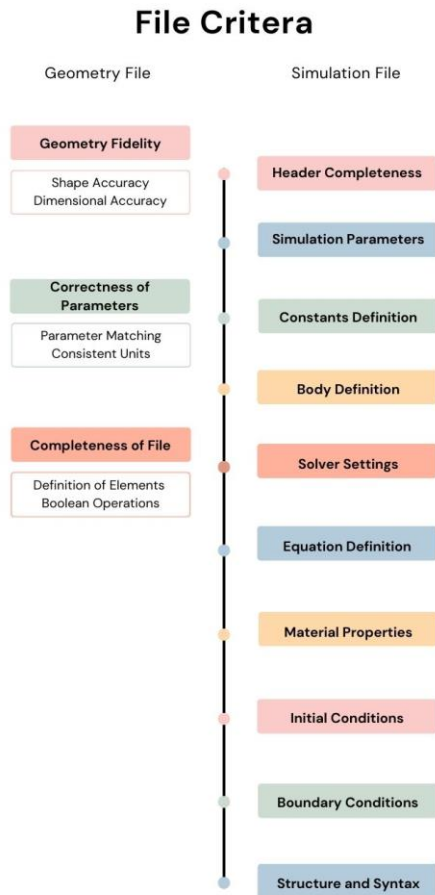 File Critera
Geometry File
Simulation File
Geometry Fidelity
Shape Accuracy
Dimensional Accuracy
Correctness of
Parameters
Parameter Matching
Consistent Units
Completeness of File
Definition of Elements
Boolean Operations
Header Completeness
Simulation Parameters
Constants Definition
Body Definition
Solver Settings
Equation Definition
Material Properties
Initial Conditions
Boundary Conditions
Structure and Syntax